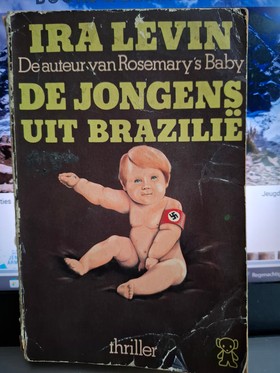 IRA LEVIN
De auteur van Rosemary's Baby
DE JONGENS
UIT BRAZILIË
thriller